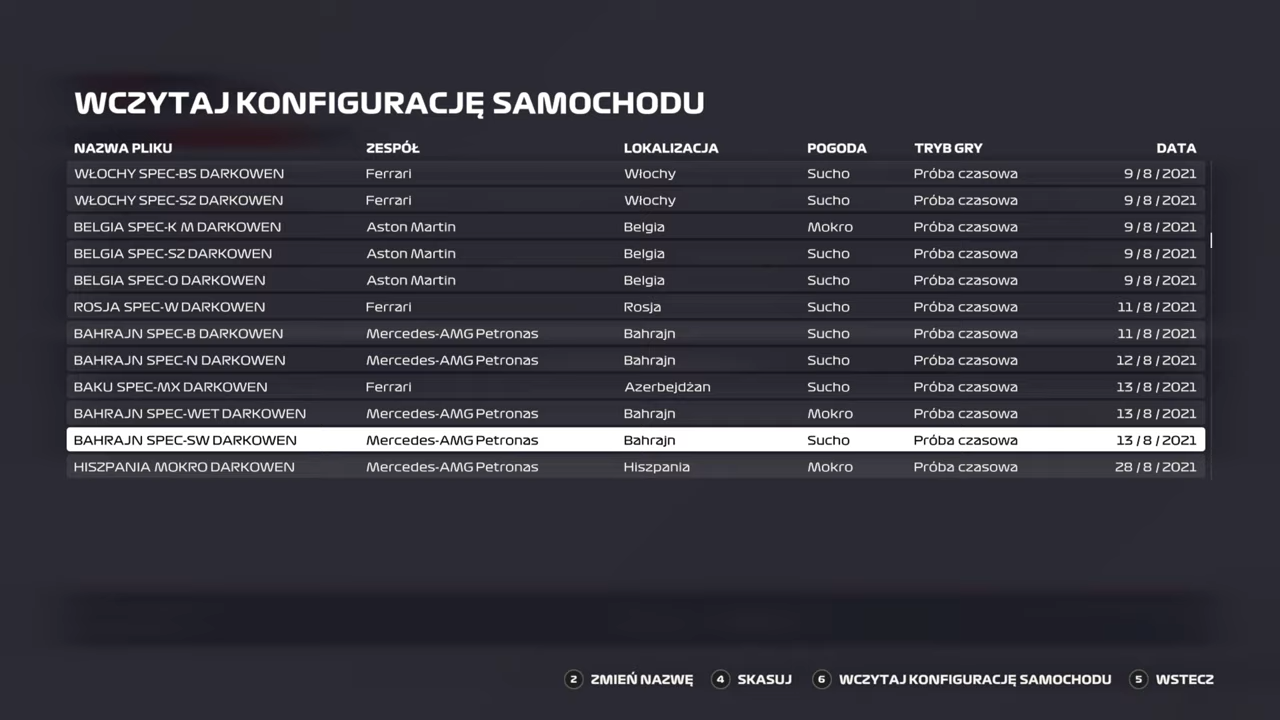 WCZYTAJ KONFIGURACJĘ SAMOCHODU
NAZWA PLIKU ZESPÓŁ LOKALIZACJA POGODA TRYB GRY DATA
WŁOCHY SPEC-BS DARKOWEN Ferrari Włochy Sucho Próba czasowa 9/8/2021
WŁOCHY SPEC-SZ DARKOWEN Ferrari Włochy Sucho Próba czasowa 9/8/2021
BELGIA SPEC-K M DARKOWEN Aston Martin Belgia Mokro Próba czasowa 9/8/2021
BELGIA SPEC-SZ DARKOWEN Aston Martin Belgia Sucho Próba czasowa 9/8/2021
BELGIA SPEC-O DARKOWEN Aston Martin Belgia Sucho Próba czasowa 9/8/2021
ROSJA SPEC-W DARKOWEN Ferrari Rosja Sucho Próba czasowa 11/8/2021
BAHRAJN SPEC-B DARKOWEN Mercedes-AMG Petronas Bahrajn Sucho Próba czasowa 11/8/2021
BAHRAJN SPEC-N DARKOWEN Mercedes-AMG Petronas Bahrajn Sucho Próba czasowa 12/8/2021
BAKU SPEC-MX DARKOWEN Ferrari Azerbejdżan Sucho Próba czasowa 13/8/2021
BAHRAJN SPEC-WET DARKOWEN Mercedes-AMG Petronas Bahrajn Mokro Próba czasowa 13/8/2021
BAHRAJN SPEC-SW DARKOWEN Mercedes-AMG Petronas Bahrajn Sucho Próba czasowa 13/8/2021
HISZPANIA MOKRO DARKOWEN Mercedes-AMG Petronas Hiszpania Mokro Próba czasowa 28/8/2021
2 ZMIEŃ NAZWĘ 4 SKASUJ 6 WCZYTAJ KONFIGURACJĘ SAMOCHODU 5 WSTECZ